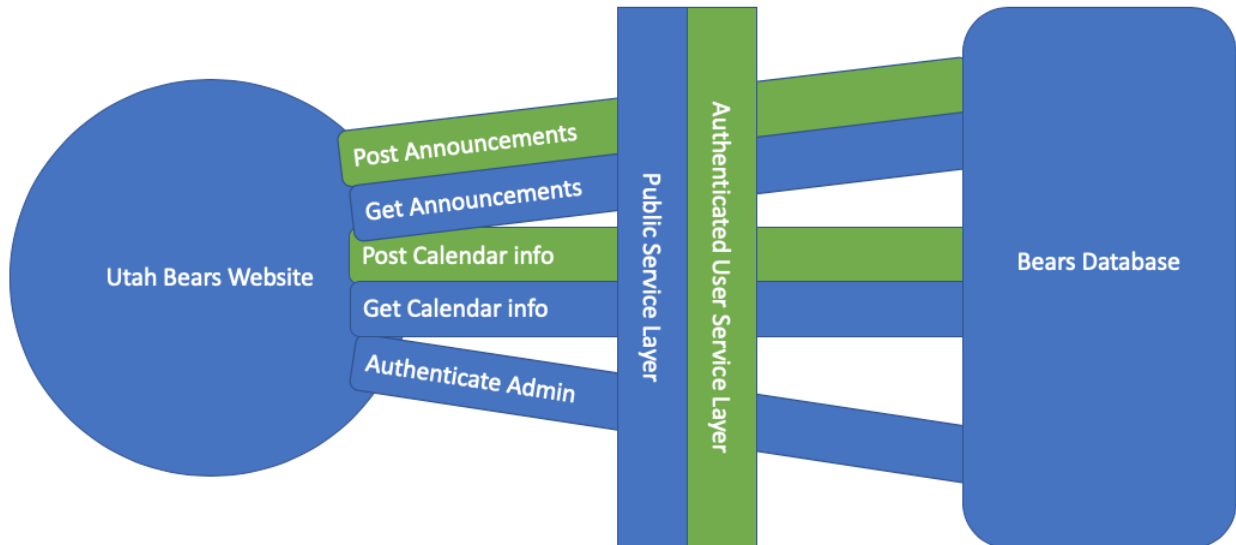 Utah Bears Website
Post Announcements
Get Announcements
Post Calendar info
Get Calendar info
Authenticate Admin
Public Service Layer
Authenticated User Service Layer
Bears Database